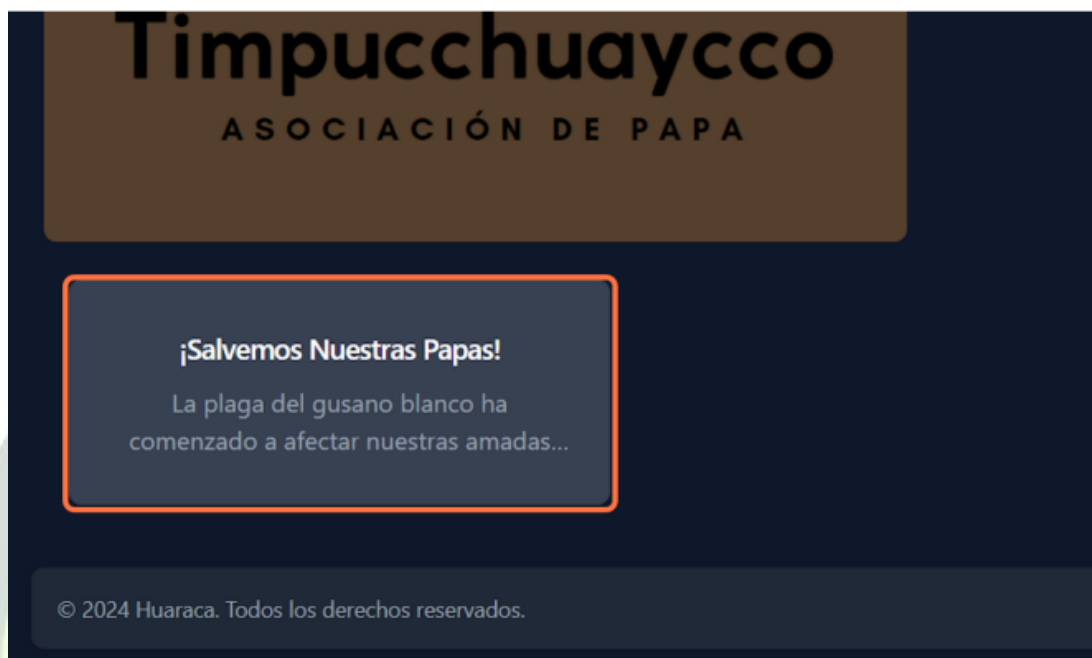 Timpucchuaycco
ASOCIACIÓN DE PAPA
¡Salvemos Nuestras Papas!
La plaga del gusano blanco ha
comenzado a afectar nuestras amadas...
© 2024 Huaraca. Todos los derechos reservados.